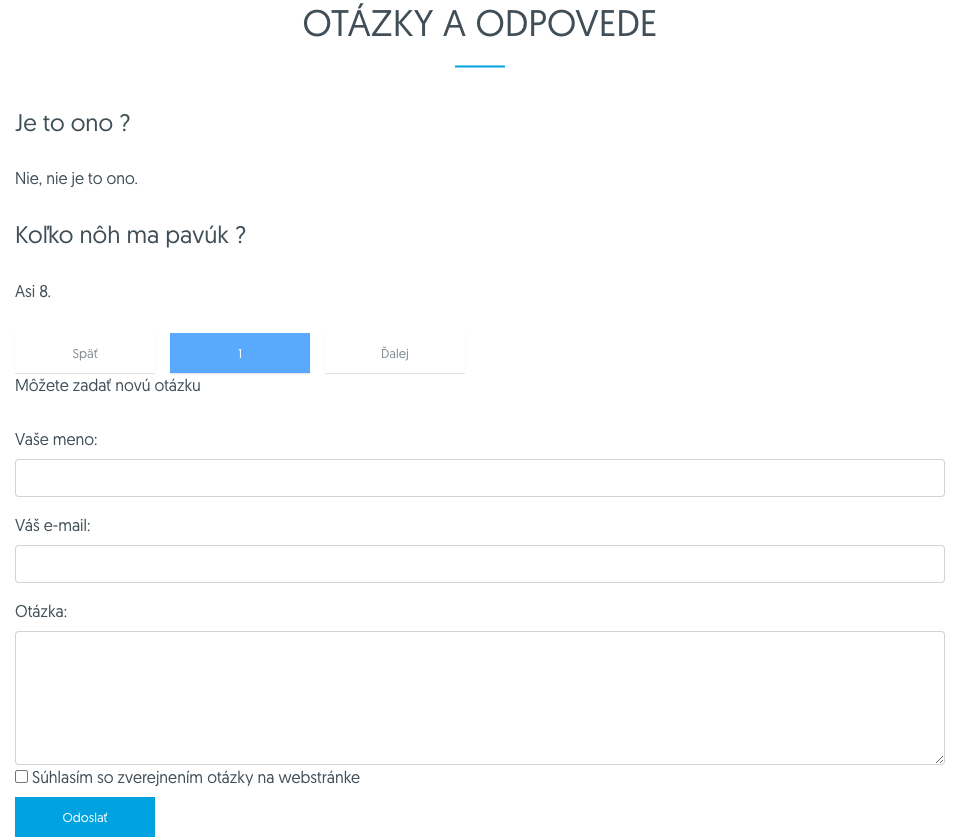 OTÁZKY A ODPOVEDE
Je to ono ?
Nie, nie je to ono.
Koľko nôh ma pavúk ?
Asi 8.
Späť 1 Ďalej
Môžete zadať novú otázku
Vaše meno:
Váš e-mail:
Otázka:
Súhlasím so zverejnením otázky na webstránke
Odoslať